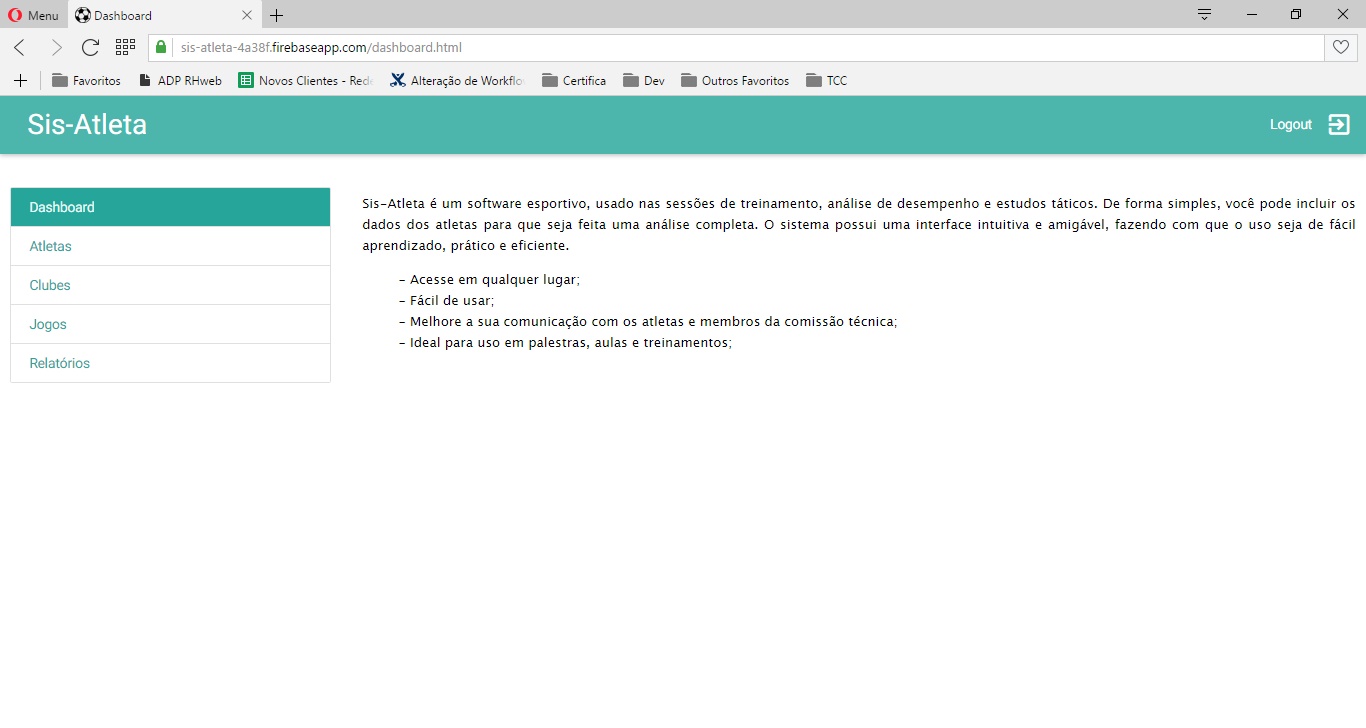 Menu
Dashboard
sis-atleta-4a38f.firebaseapp.com/dashboard.html
Favoritos
ADP RHweb
Novos Clientes - Rede
Alteração de Workflo
Certifica
Dev
Outros Favoritos
TCC
Sis-Atleta
Logout
Dashboard
Atletas
Clubes
Jogos
Relatórios
Sis-Atleta é um software esportivo, usado nas sessões de treinamento, análise de desempenho e estudos táticos. De forma simples, você pode incluir os
dados dos atletas para que seja feita uma análise completa. O sistema possui uma interface intuitiva e amigável, fazendo com que o uso seja de fácil
aprendizado, prático e eficiente.
- Acesse em qualquer lugar;
- Fácil de usar;
- Melhore a sua comunicação com os atletas e membros da comissão técnica;
- Ideal para uso em palestras, aulas e treinamentos;